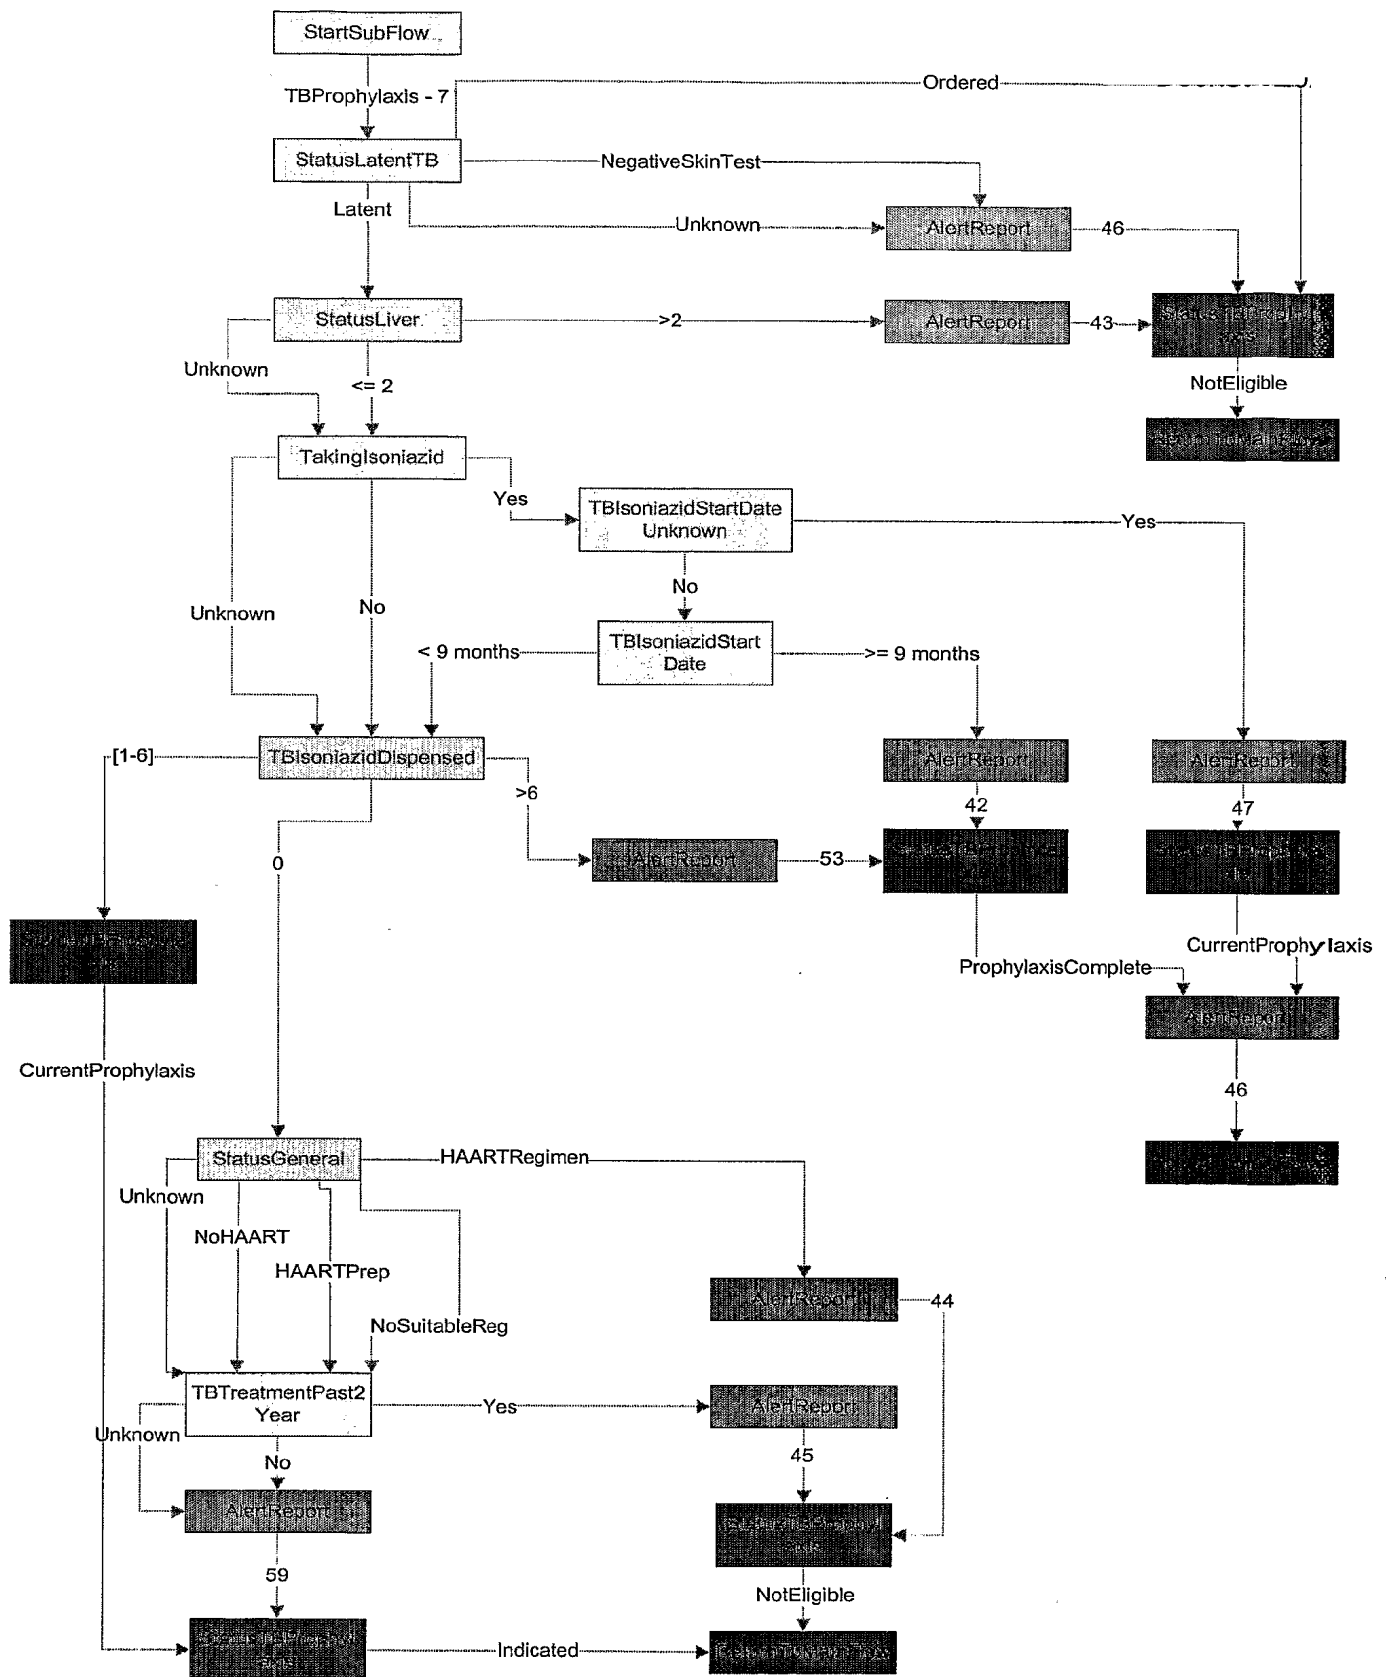 StartSubFlow
Ordered
TBProphylaxis - 7
StatusLatentTB
NegativeSkinTest
Latent
Unknown
AlertReport
46
StatusLiver
>2
AlertReport
43
Unknown
<= 2
NotEligible
TakingIsoniazid
Yes
TBIsoniazidStartDate
Unknown
Yes
No
Unknown
No
TBIsoniazidStart
Date
< 9 months
>= 9 months
[1-6]
TBIsoniazidDispensed
AlertReport
AlertReport
>6
42
47
0
AlertReport
53
CurrentProphylaxis
ProphylaxisComplete
AlertReport
CurrentProphylaxis
46
StatusGeneral
HAARTRegimen
Unknown
NoHAART
HAARTPrep
AlertReport
44
NoSuitableReg
TBTreatmentPast2
Year
Yes
AlertReport
Unknown
No
45
AlertReport
59
NotEligible
Indicated
ReturnToMainFlow